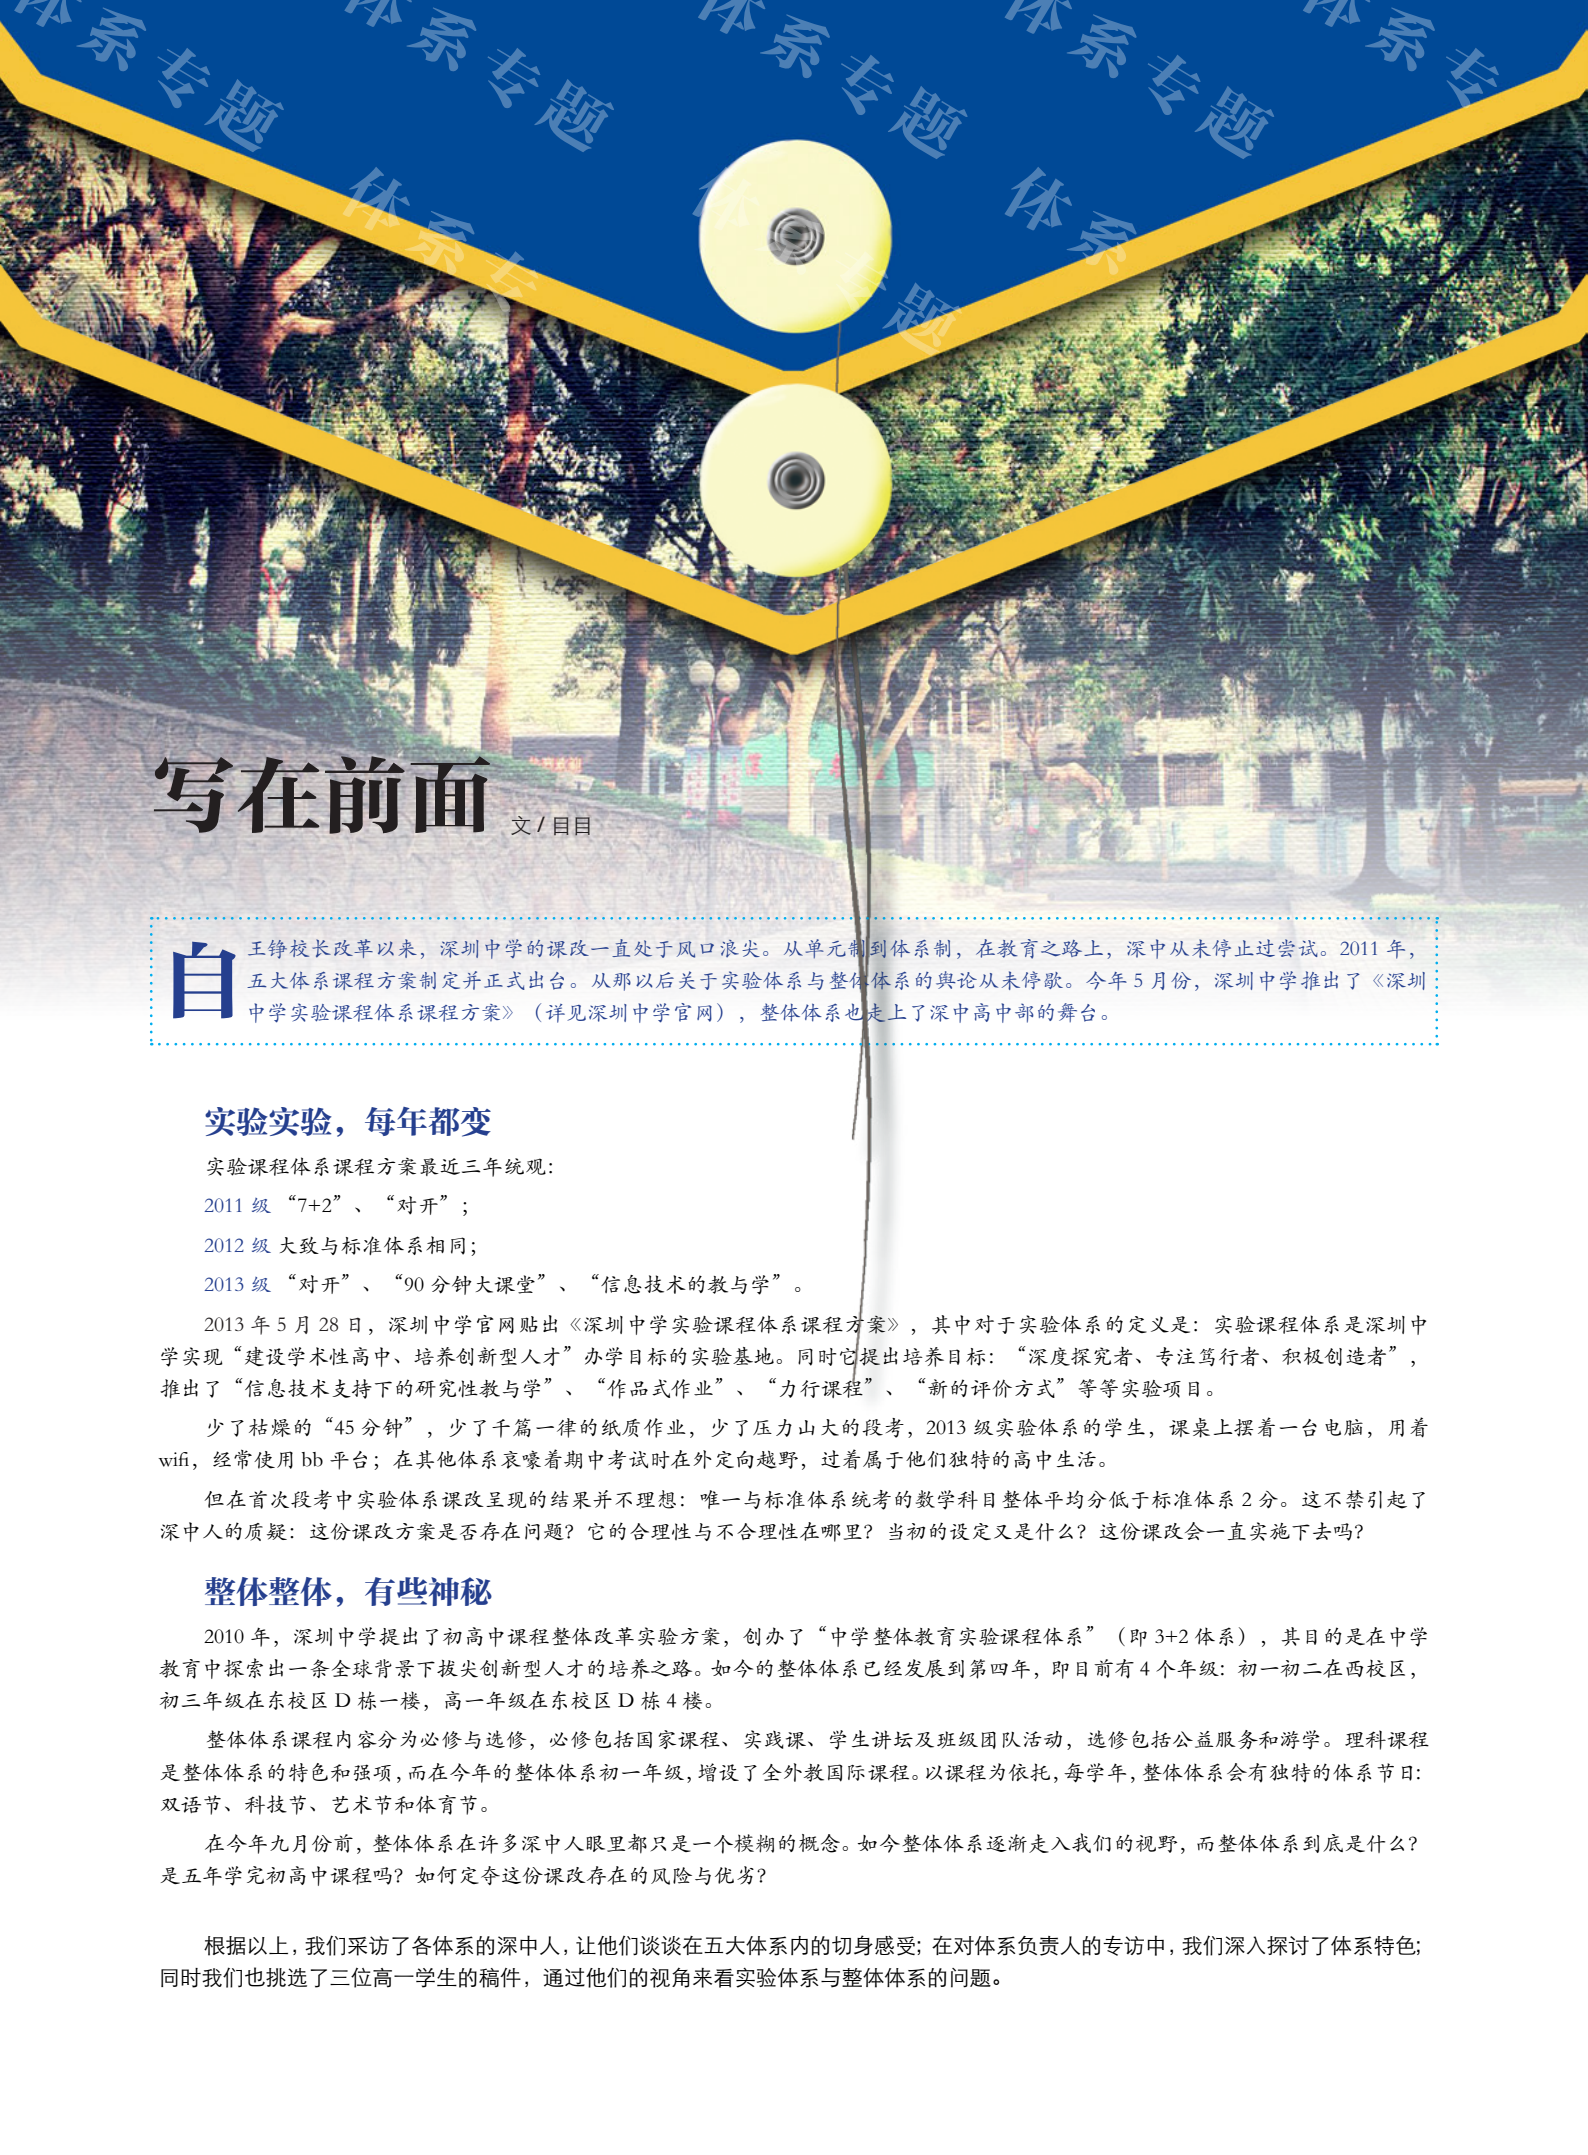 体系专题 体系专题 体系专题 体系专题 体系专
体系专 体系专题 体系
写在前面 文 / 目目
自王铮校长改革以来，深圳中学的课改一直处于风口浪尖。从单元制到体系制，在教育之路上，深中从未停止过尝试。2011 年，
五大体系课程方案制定并正式出台。从那以后关于实验体系与整体体系的舆论从未停歇。今年 5 月份，深圳中学推出了《深圳
中学实验课程体系课程方案》（详见深圳中学官网），整体体系也走上了深中高中部的舞台。
实验实验，每年都变
实验课程体系课程方案最近三年统观：
2011 级 “7+2”、“对开”；
2012 级 大致与标准体系相同；
2013 级 “对开”、“90 分钟大课堂”、“信息技术的教与学”。
2013 年 5 月 28 日，深圳中学官网贴出《深圳中学实验课程体系课程方案》，其中对于实验体系的定义是：实验课程体系是深圳中
学实现“建设学术性高中、培养创新型人才”办学目标的实验基地。同时它提出培养目标：“深度探究者、专注笃行者、积极创造者”，
推出了“信息技术支持下的研究性教与学”、“作品式作业”、“力行课程”、“新的评价方式”等等实验项目。
少了枯燥的“45 分钟”，少了千篇一律的纸质作业，少了压力山大的段考，2013 级实验体系的学生，课桌上摆着一台电脑，用着
wifi，经常使用 bb 平台；在其他体系哀嚎着期中考试时在外定向越野，过着属于他们独特的高中生活。
但在首次段考中实验体系课改呈现的结果并不理想：唯一与标准体系统考的数学科目整体平均分低于标准体系 2 分。这不禁引起了
深中人的质疑：这份课改方案是否存在问题？它的合理性与不合理性在哪里？当初的设定又是什么？这份课改会一直实施下去吗？
整体整体，有些神秘
2010 年，深圳中学提出了初高中课程整体改革实验方案，创办了“中学整体教育实验课程体系”（即 3+2 体系），其目的是在中学
教育中探索出一条全球背景下拔尖创新型人才的培养之路。如今的整体体系已经发展到第四年，即目前有 4 个年级：初一初二在西校区，
初三年级在东校区 D 栋一楼，高一年级在东校区 D 栋 4 楼。
整体体系课程内容分为必修与选修，必修包括国家课程、实践课、学生讲坛及班级团队活动，选修包括公益服务和游学。理科课程
是整体体系的特色和强项，而在今年的整体体系初一年级，增设了全外教国际课程。以课程为依托，每学年，整体体系会有独特的体系节日：
双语节、科技节、艺术节和体育节。
在今年九月份前，整体体系在许多深中人眼里都只是一个模糊的概念。如今整体体系逐渐走入我们的视野，而整体体系到底是什么？
是五年学完初高中课程吗？如何定夺这份课改存在的风险与优劣？
根据以上，我们采访了各体系的深中人，让他们谈谈在五大体系内的切身感受；在对体系负责人的专访中，我们深入探讨了体系特色；
同时我们也挑选了三位高一学生的稿件，通过他们的视角来看实验体系与整体体系的问题。